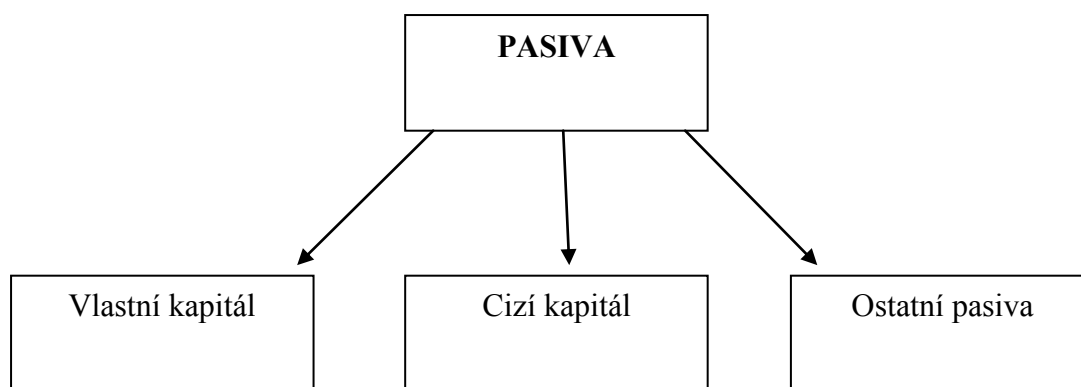 PASIVA
Vlastní kapitál
Cizí kapitál
Ostatní pasiva